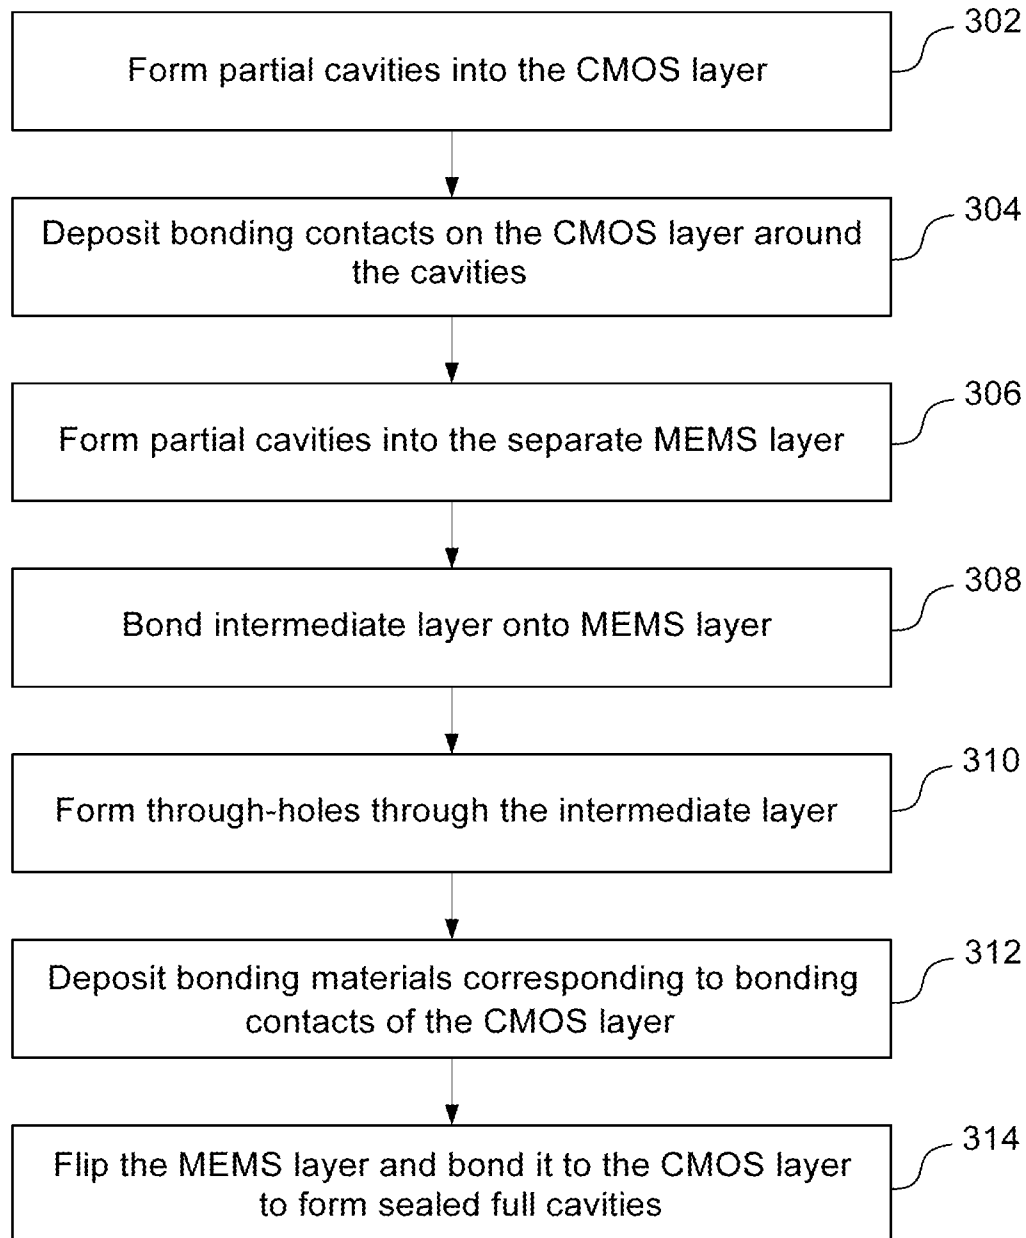 302
Form partial cavities into the CMOS layer
304
Deposit bonding contacts on the CMOS layer around
the cavities
306
Form partial cavities into the separate MEMS layer
308
Bond intermediate layer onto MEMS layer
310
Form through-holes through the intermediate layer
312
Deposit bonding materials corresponding to bonding
contacts of the CMOS layer
314
Flip the MEMS layer and bond it to the CMOS layer
to form sealed full cavities